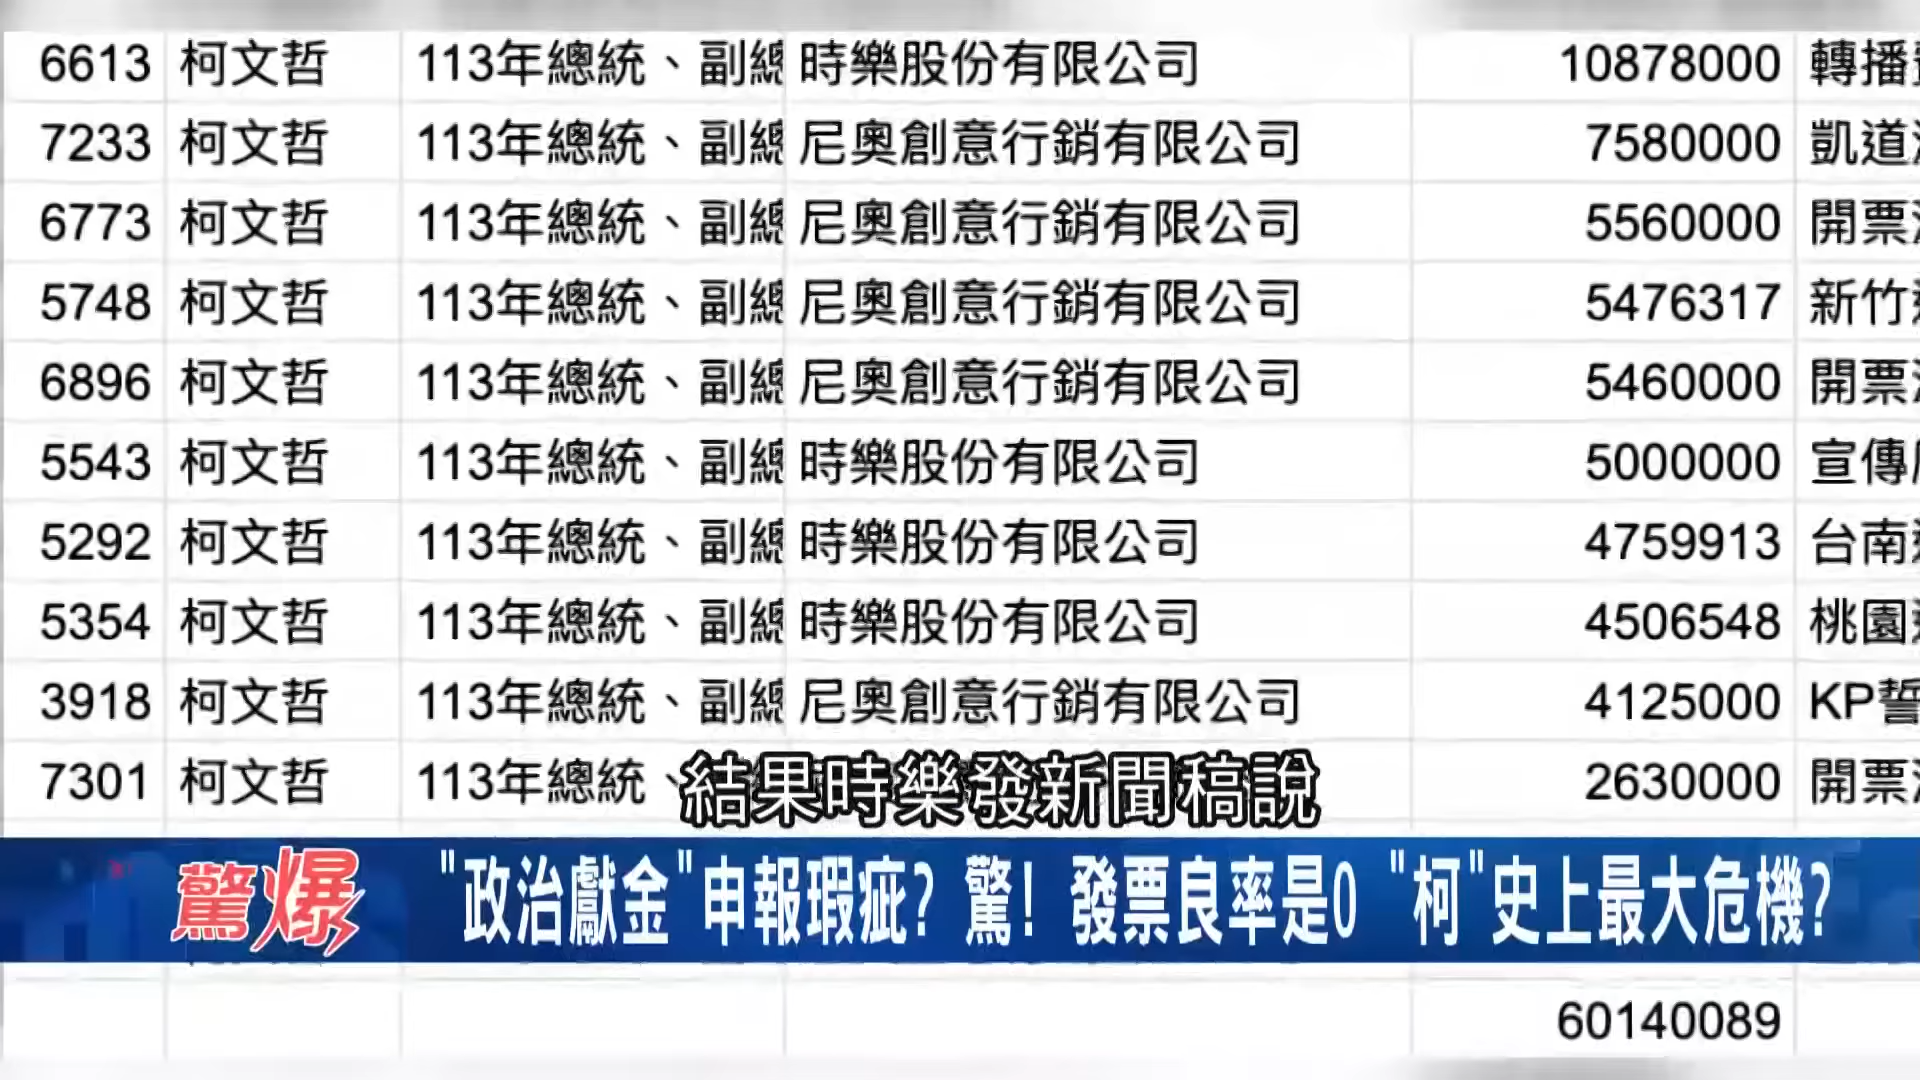 6613 柯文哲 113年總統、副總 時樂股份有限公司 10878000 轉播
7233 柯文哲 113年總統、副總 尼奧創意行銷有限公司 7580000 凱道
6773 柯文哲 113年總統、副總 尼奧創意行銷有限公司 5560000 開票
5748 柯文哲 113年總統、副總 尼奧創意行銷有限公司 5476317 新竹
6896 柯文哲 113年總統、副總 尼奧創意行銷有限公司 5460000 開票
5543 柯文哲 113年總統、副總 時樂股份有限公司 5000000 宣傳
5292 柯文哲 113年總統、副總 時樂股份有限公司 4759913 台南
5354 柯文哲 113年總統、副總 時樂股份有限公司 4506548 桃園
3918 柯文哲 113年總統、副總 尼奧創意行銷有限公司 4125000 KP誓
7301 柯文哲 113年總統、 2630000 開票
結果時樂發新聞稿說
驚爆 "政治獻金"申報瑕疵? 驚! 發票良率是0 "柯"史上最大危機?
60140089